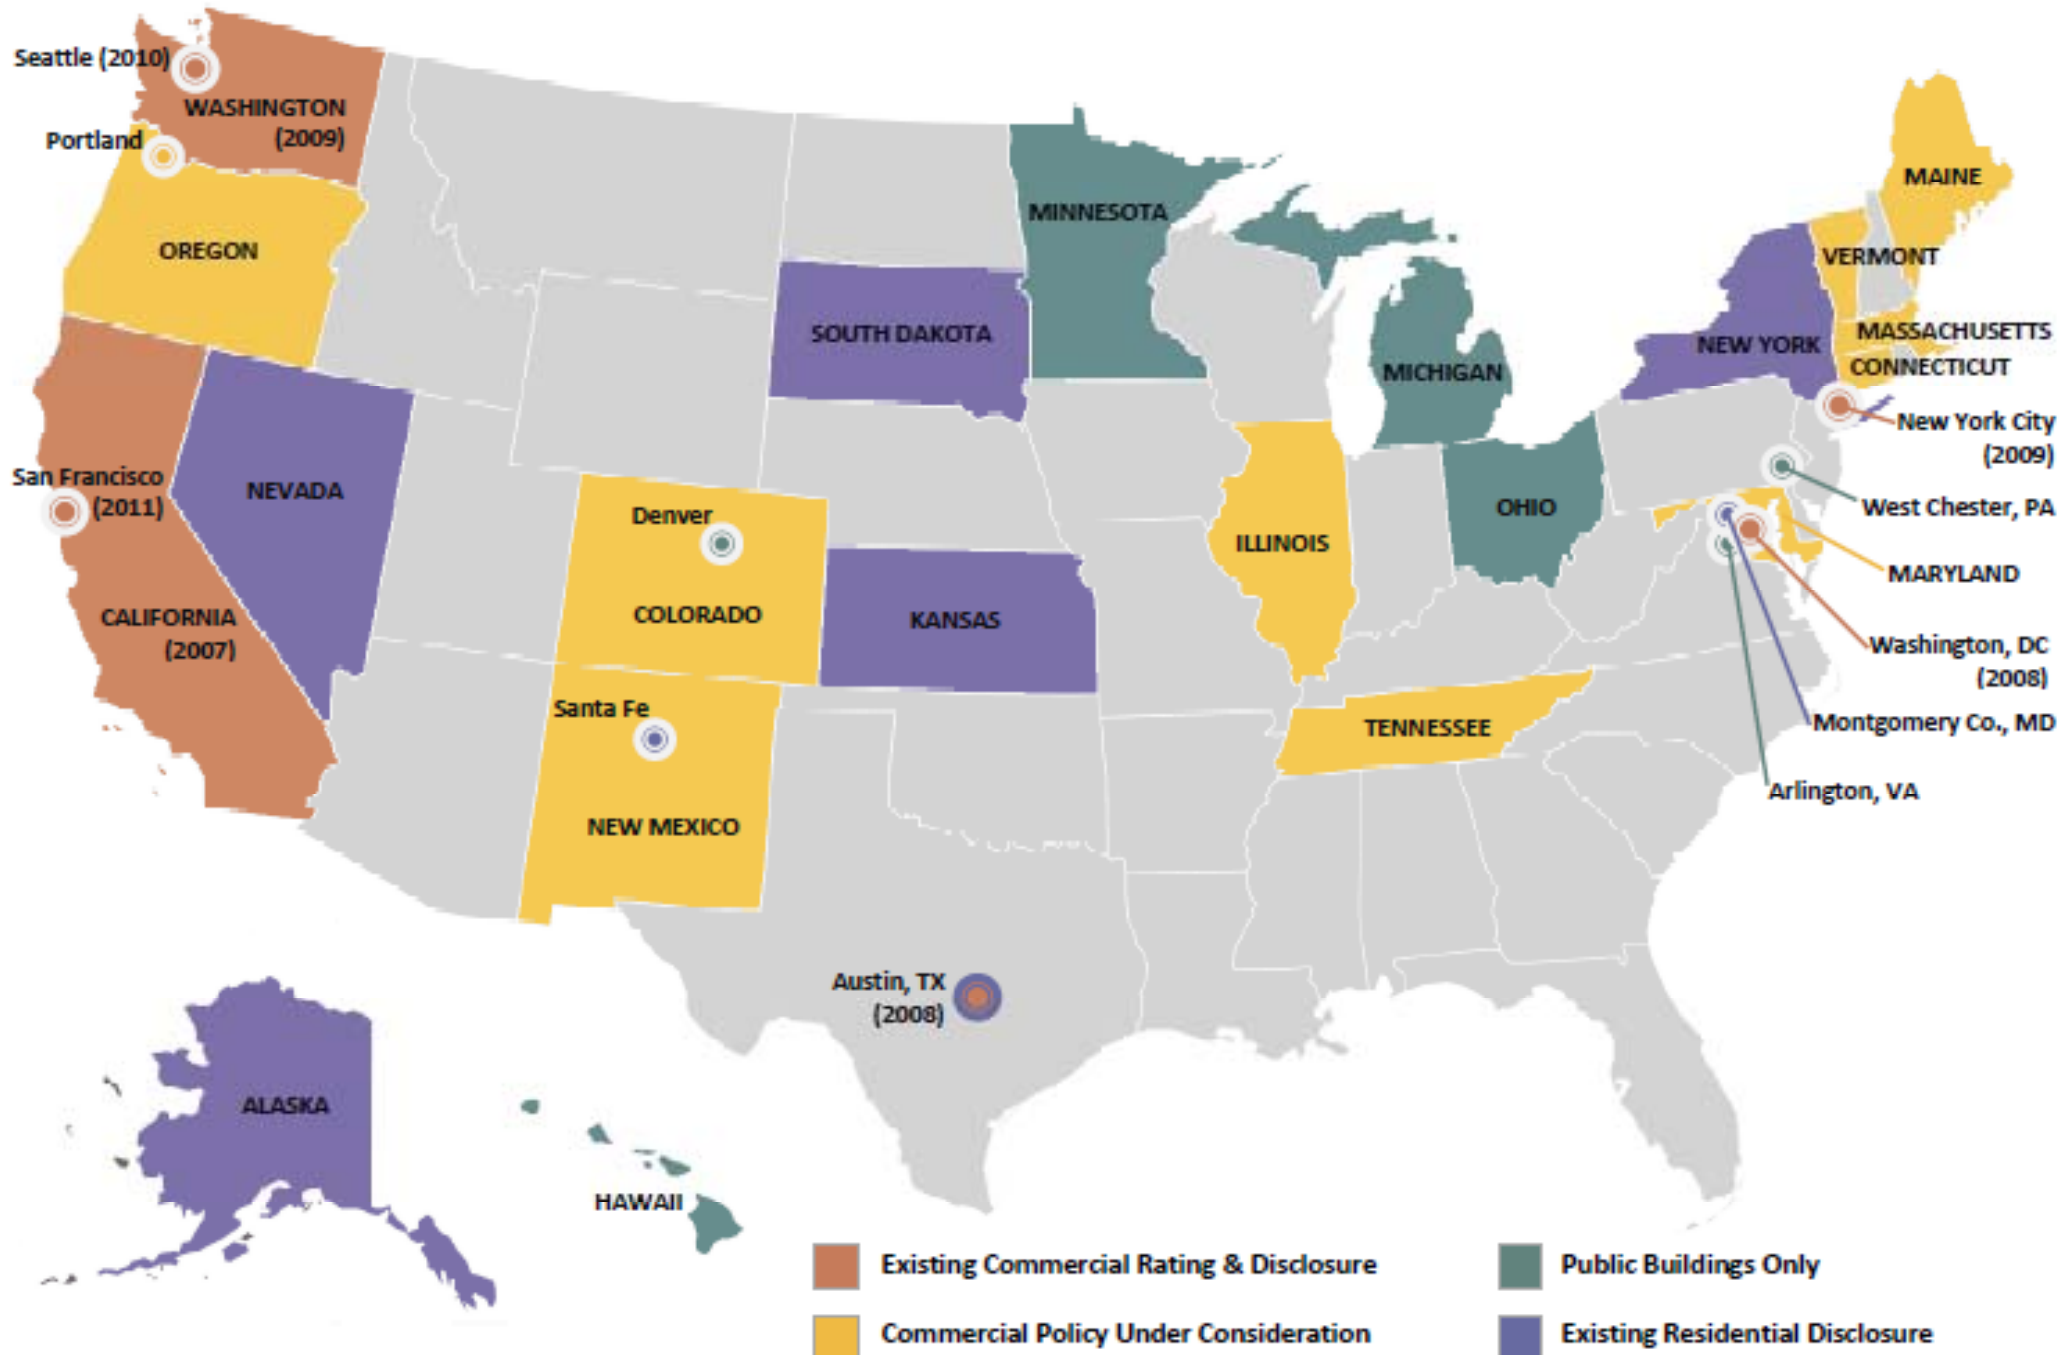 Seattle (2010)
WASHINGTON
(2009)
Portland
OREGON
San Francisco
(2011)
CALIFORNIA
(2007)
NEVADA
SOUTH DAKOTA
MINNESOTA
Denver
COLORADO
KANSAS
Santa Fe
NEW MEXICO
Austin, TX
(2008)
ALASKA
HAWAII
ILLINOIS
MICHIGAN
OHIO
TENNESSEE
MAINE
VERMONT
NEW YORK
MASSACHUSETTS
CONNECTICUT
New York City
(2009)
West Chester, PA
MARYLAND
Washington, DC
(2008)
Montgomery Co., MD
Arlington, VA
Existing Commercial Rating & Disclosure
Commercial Policy Under Consideration
Public Buildings Only
Existing Residential Disclosure